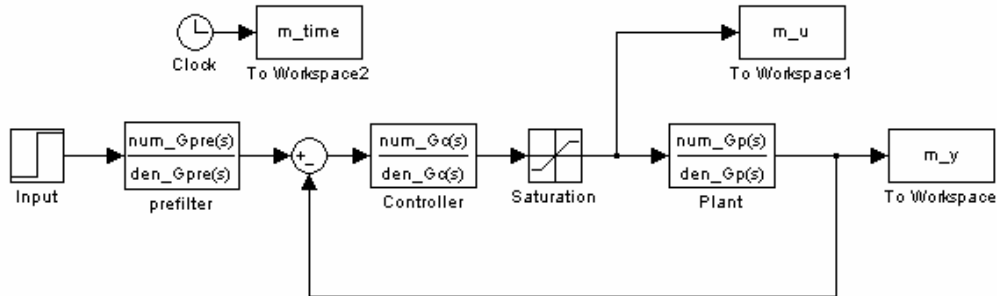 m_time
m_u
Clock
To Workspace2
To Workspace1
num_Gpre(s)
den_Gpre(s)
+
-
num_Gc(s)
den_Gc(s)
num_Gp(s)
den_Gp(s)
m_y
Input
prefilter
Controller
Saturation
Plant
To Workspace